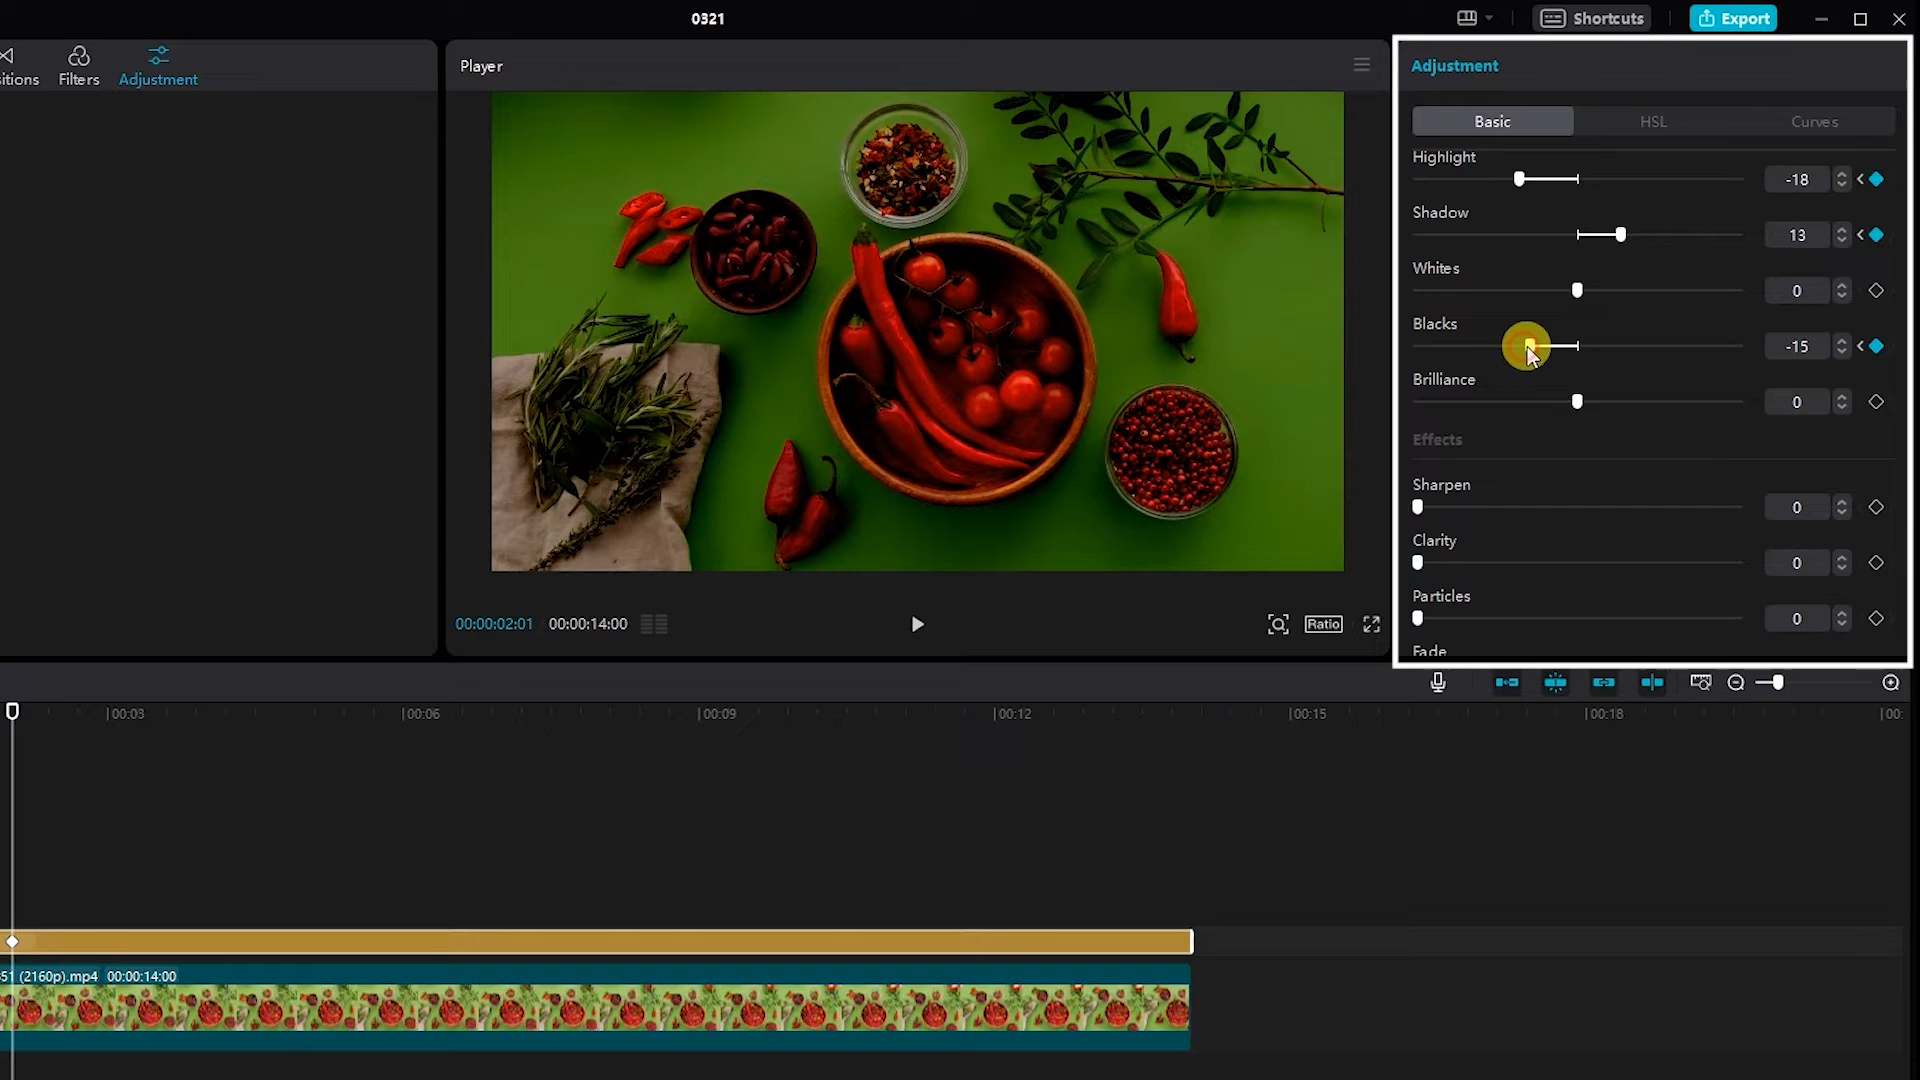 0321
Shortcuts
Export
itions
Filters
Adjustment
Player
Adjustment
Basic
HSL
Curves
Highlight
-18
Shadow
13
Whites
0
Blacks
-15
Brilliance
0
Effects
Sharpen
0
Clarity
0
Particles
0
Fade
00:00:02:01
00:00:14:00
Ratio
00:03
00:06
00:09
00:12
00:15
00:18
00:
51 (2160p).mp4 00:00:14:00